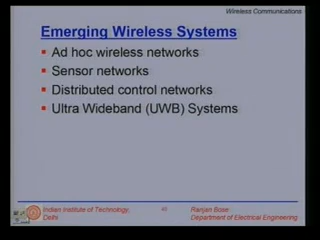 Wireless Communications
Emerging Wireless Systems
Ad hoc wireless networks
Sensor networks
Distributed control networks
Ultra Wideband (UWB) Systems
Indian Institute of Technology, Delhi
Ranjan Bose
Department of Electrical Engineering